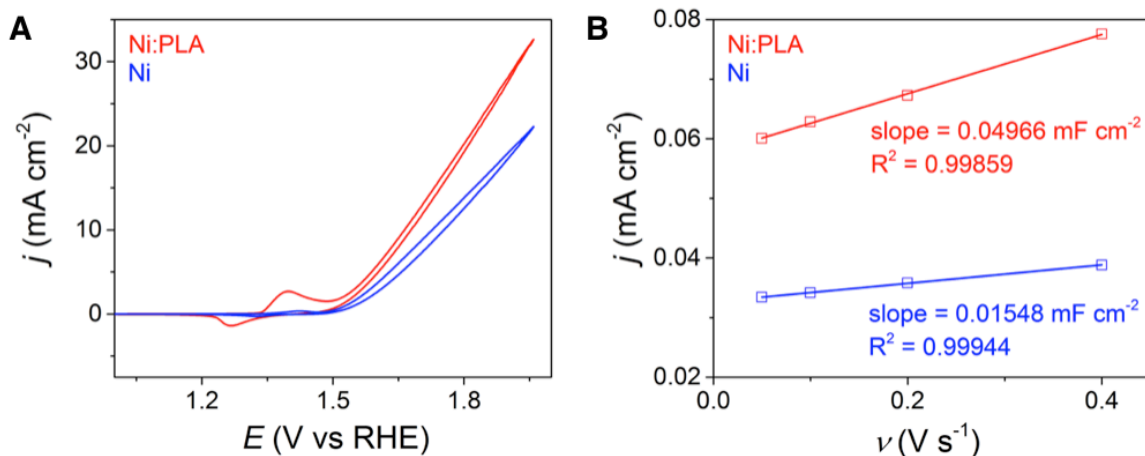 A
Ni:PLA
Ni
30
20
10
0
1.2
1.5
1.8
j (mA cm⁻²)
E (V vs RHE)
B
Ni:PLA
Ni
0.08
0.06
0.04
0.02
slope = 0.04966 mF cm⁻²
R² = 0.99859
slope = 0.01548 mF cm⁻²
R² = 0.99944
0.0
0.2
0.4
j (mA cm⁻²)
ν (V s⁻¹)